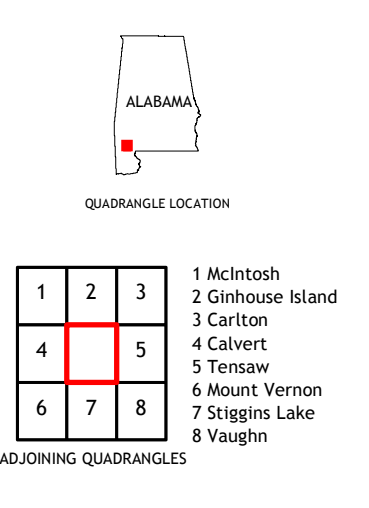 ALABAMA
QUADRANGLE LOCATION
1 2 3
4 5
6 7 8
ADJOINING QUADRANGLES
1 McIntosh
2 Ginhouse Island
3 Carlton
4 Calvert
5 Tensaw
6 Mount Vernon
7 Stiggins Lake
8 Vaughn